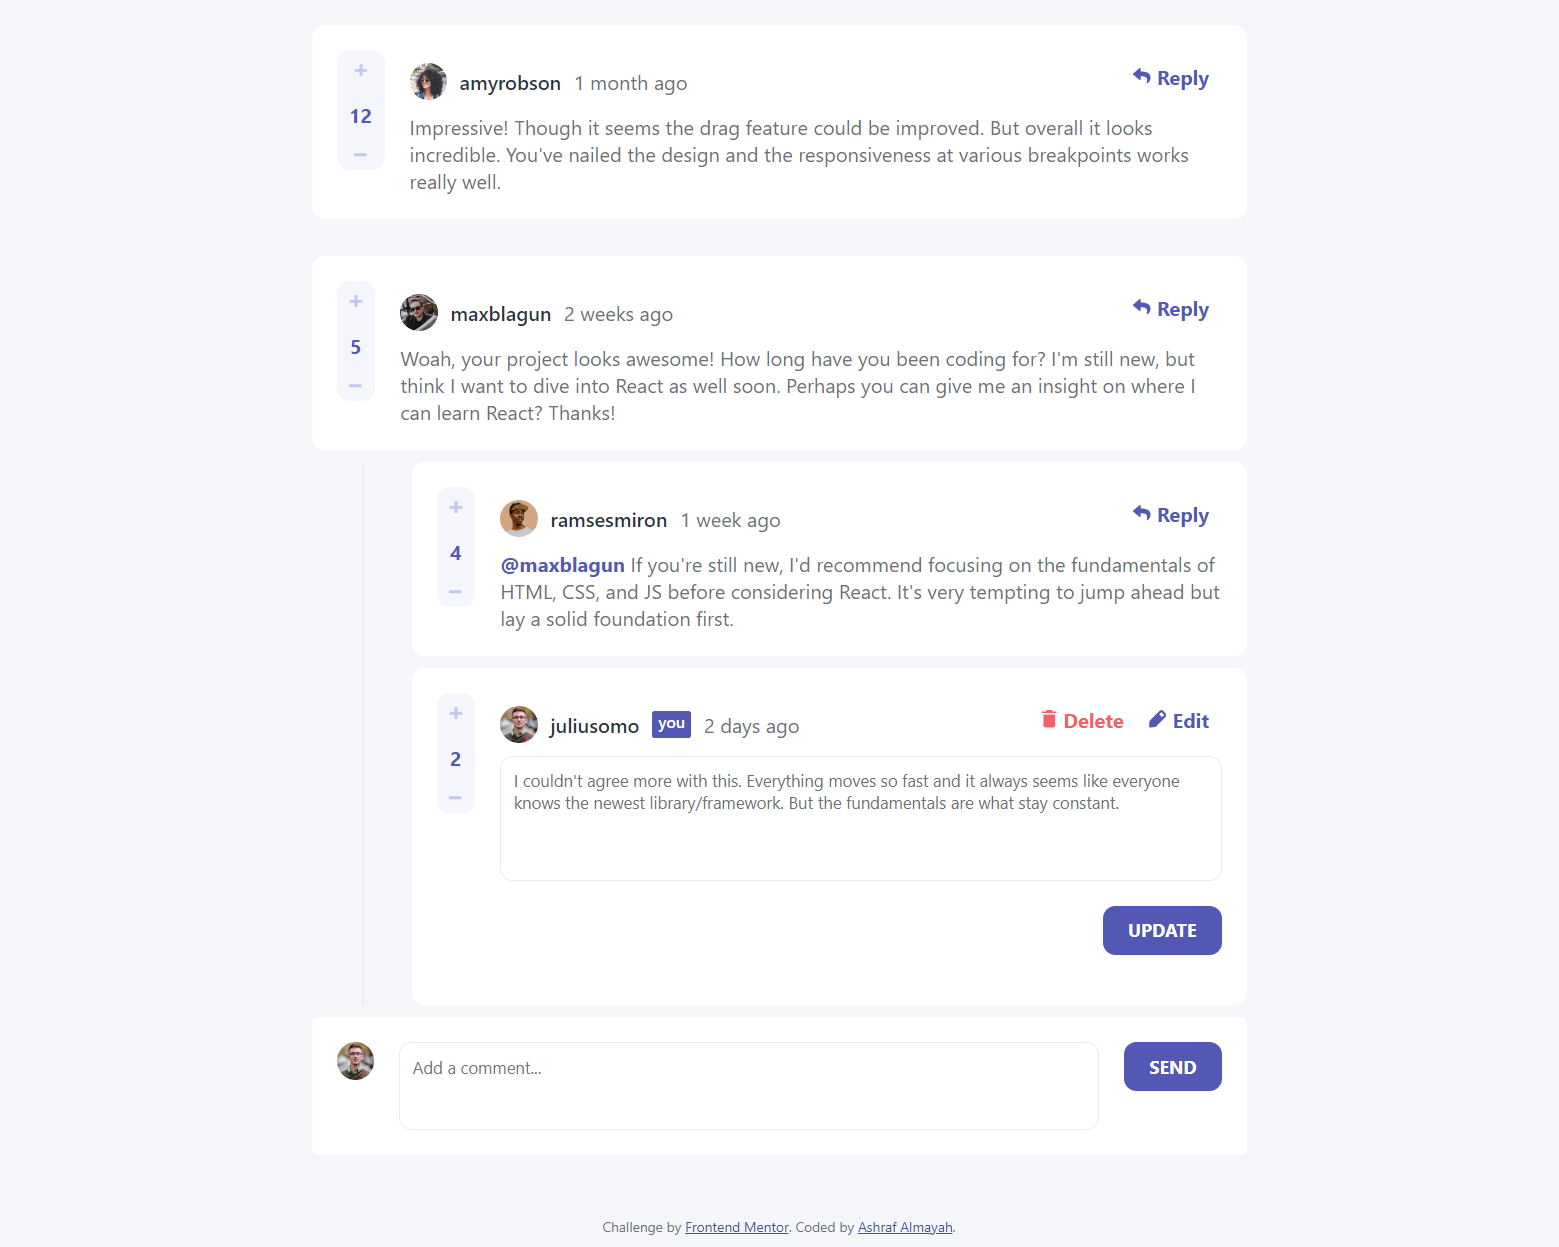 +
12
−
amyrobson 1 month ago
Reply
Impressive! Though it seems the drag feature could be improved. But overall it looks
incredible. You've nailed the design and the responsiveness at various breakpoints works
really well.
+
5
−
maxblagun 2 weeks ago
Reply
Woah, your project looks awesome! How long have you been coding for? I'm still new, but
think I want to dive into React as well soon. Perhaps you can give me an insight on where I
can learn React? Thanks!
+
4
−
ramsesmiron 1 week ago
Reply
@maxblagun If you're still new, I'd recommend focusing on the fundamentals of
HTML, CSS, and JS before considering React. It's very tempting to jump ahead but
lay a solid foundation first.
+
2
−
juliusomo you 2 days ago
Delete Edit
I couldn't agree more with this. Everything moves so fast and it always seems like everyone
knows the newest library/framework. But the fundamentals are what stay constant.
UPDATE
Add a comment...
SEND
Challenge by Frontend Mentor. Coded by Ashraf Almayah.